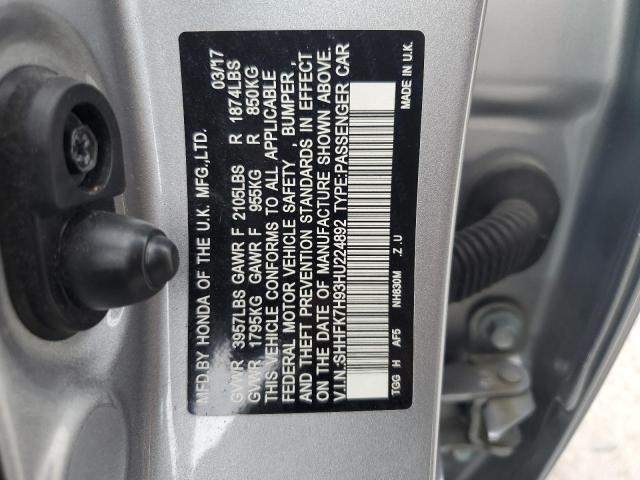 MFD BY HONDA OF THE U.K. MFG.,LTD. 03/17
GVWR 3957LBS GAWR F 2105LBS R 1874LBS
GVWR 1795KG GAWR F 955KG R 850KG
THIS VEHICLE CONFORMS TO ALL APPLICABLE
FEDERAL MOTOR VEHICLE SAFETY , BUMPER ,
AND THEFT PREVENTION STANDARDS IN EFFECT
ON THE DATE OF MANUFACTURE SHOWN ABOVE.
V.I.N.:SHHFK7H93HU224892 TYPE:PASSENGER CAR
TGG H AF5 NH830M .Z .U MADE IN U.K.